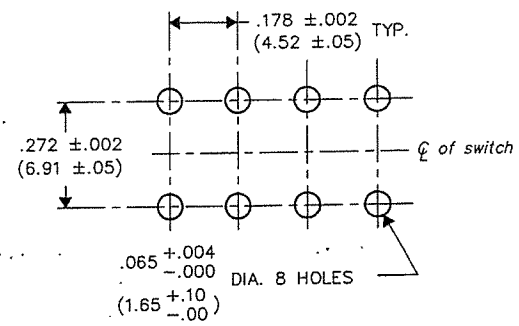 .178 ±.002 TYP.
(4.52 ±.05)
.272 ±.002
(6.91 ±.05)
℄ of switch
.065 +.004 -.000 DIA. 8 HOLES
(1.65 +.10 -.00)